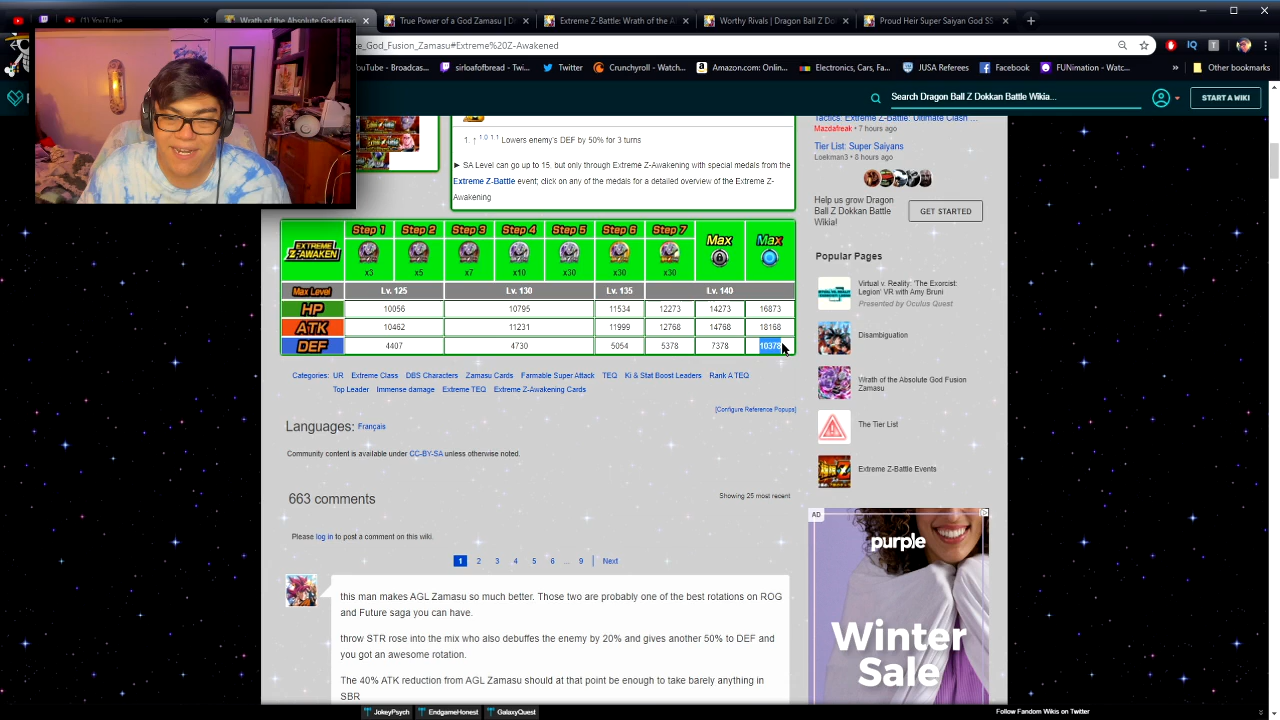 (1) YouTube
Wrath of the Absolute God Fusi
True Power of a God Zamasu | D
Extreme Z-Battle: Wrath of the A
Worthy Rivals | Dragon Ball Z Do
Proud Heir Super Saiyan God SS
e_God_Fusion_Zamasu#Extreme%20Z-Awakened
YouTube - Broadcas...
sirloafofbread - Twi...
Twitter
Crunchyroll - Watch...
Amazon.com: Onlin...
Electronics, Cars, Fa...
JUSA Referees
Facebook
FUNimation - Watc...
Other bookmarks
Search Dragon Ball Z Dokkan Battle Wikia...
START A WIKI
1 ↑ 1 0 1 1 Lowers enemy's DEF by 50% for 3 turns
► SA Level can go up to 15, but only through Extreme Z-Awakening with special medals from the
Extreme Z-Battle event; click on any of the medals for a detailed overview of the Extreme Z-
Awakening
Tactics: Extreme Z-Battle: Ultimate Clash ...
Mazdafreak • 7 hours ago
Tier List: Super Saiyans
Loekman3 • 8 hours ago
Help us grow Dragon
Ball Z Dokkan Battle
Wikia!
GET STARTED
EXTREME Z-AWAKEN
Step 1 Step 2 Step 3 Step 4 Step 5 Step 6 Step 7 Max Max
x3 x5 x7 x10 x30 x30 x30
Max Level Lv. 125 Lv. 130 Lv. 135 Lv. 140
HP 10056 10795 11534 12273 14273 16873
ATK 10462 11231 11999 12768 14768 18168
DEF 4407 4730 5054 5378 7378 10378
Categories: UR Extreme Class DBS Characters Zamasu Cards Farmable Super Attack TEQ Ki & Stat Boost Leaders Rank A TEQ
Top Leader Immense damage Extreme TEQ Extreme Z-Awakening Cards
[Configure Reference Popups]
Languages: Français
Community content is available under CC-BY-SA unless otherwise noted.
663 comments
Showing 25 most recent
Please log in to post a comment on this wiki.
1 2 3 4 5 6 ... 9 Next
this man makes AGL Zamasu so much better. Those two are probably one of the best rotations on ROG
and Future saga you can have.
throw STR rose into the mix who also debuffes the enemy by 20% and gives another 50% to DEF and
you got an awesome rotation.
The 40% ATK reduction from AGL Zamasu should at that point be enough to take barely anything in
SBR
Popular Pages
Virtual v. Reality: 'The Exorcist:
Legion' VR with Amy Bruni
Presented by Oculus Quest
Disambiguation
Wrath of the Absolute God Fusion
Zamasu
The Tier List
Extreme Z-Battle Events
AD
purple
Winter
Sale
JokeyPsych
EndgameHonest
GalaxyQuest
Follow Fandom Wikis on Twitter